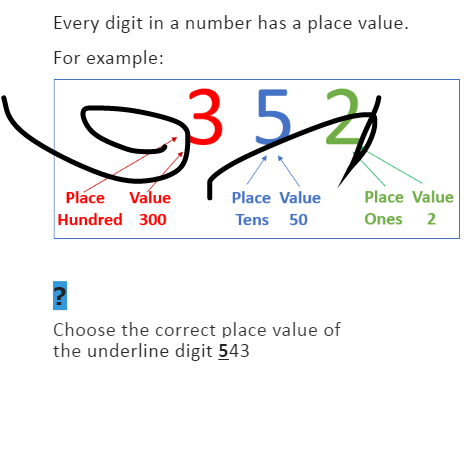 Every digit in a number has a place value.
For example:
3 5 2
Place Value Place Value Place Value
Hundred 300 Tens 50 Ones 2
?
Choose the correct place value of
the underline digit 543